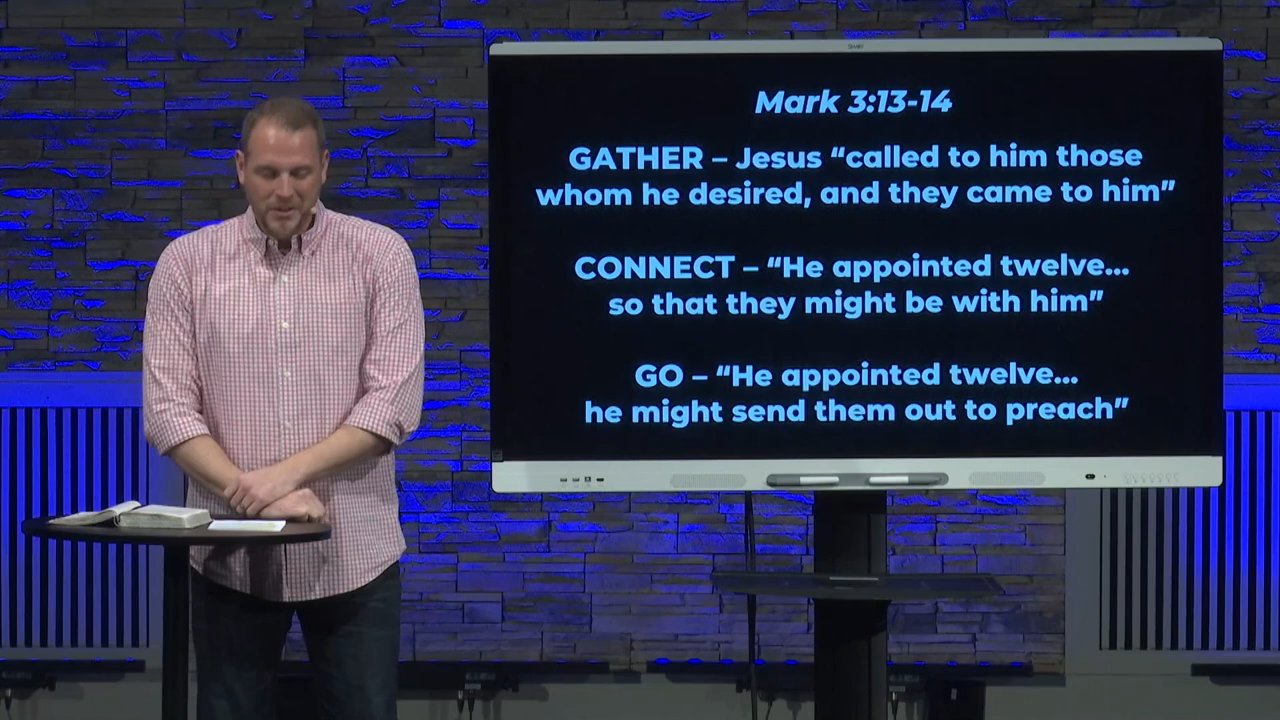 SMART
Mark 3:13-14
GATHER – Jesus “called to him those
whom he desired, and they came to him”
CONNECT – “He appointed twelve...
so that they might be with him”
GO – “He appointed twelve...
he might send them out to preach”